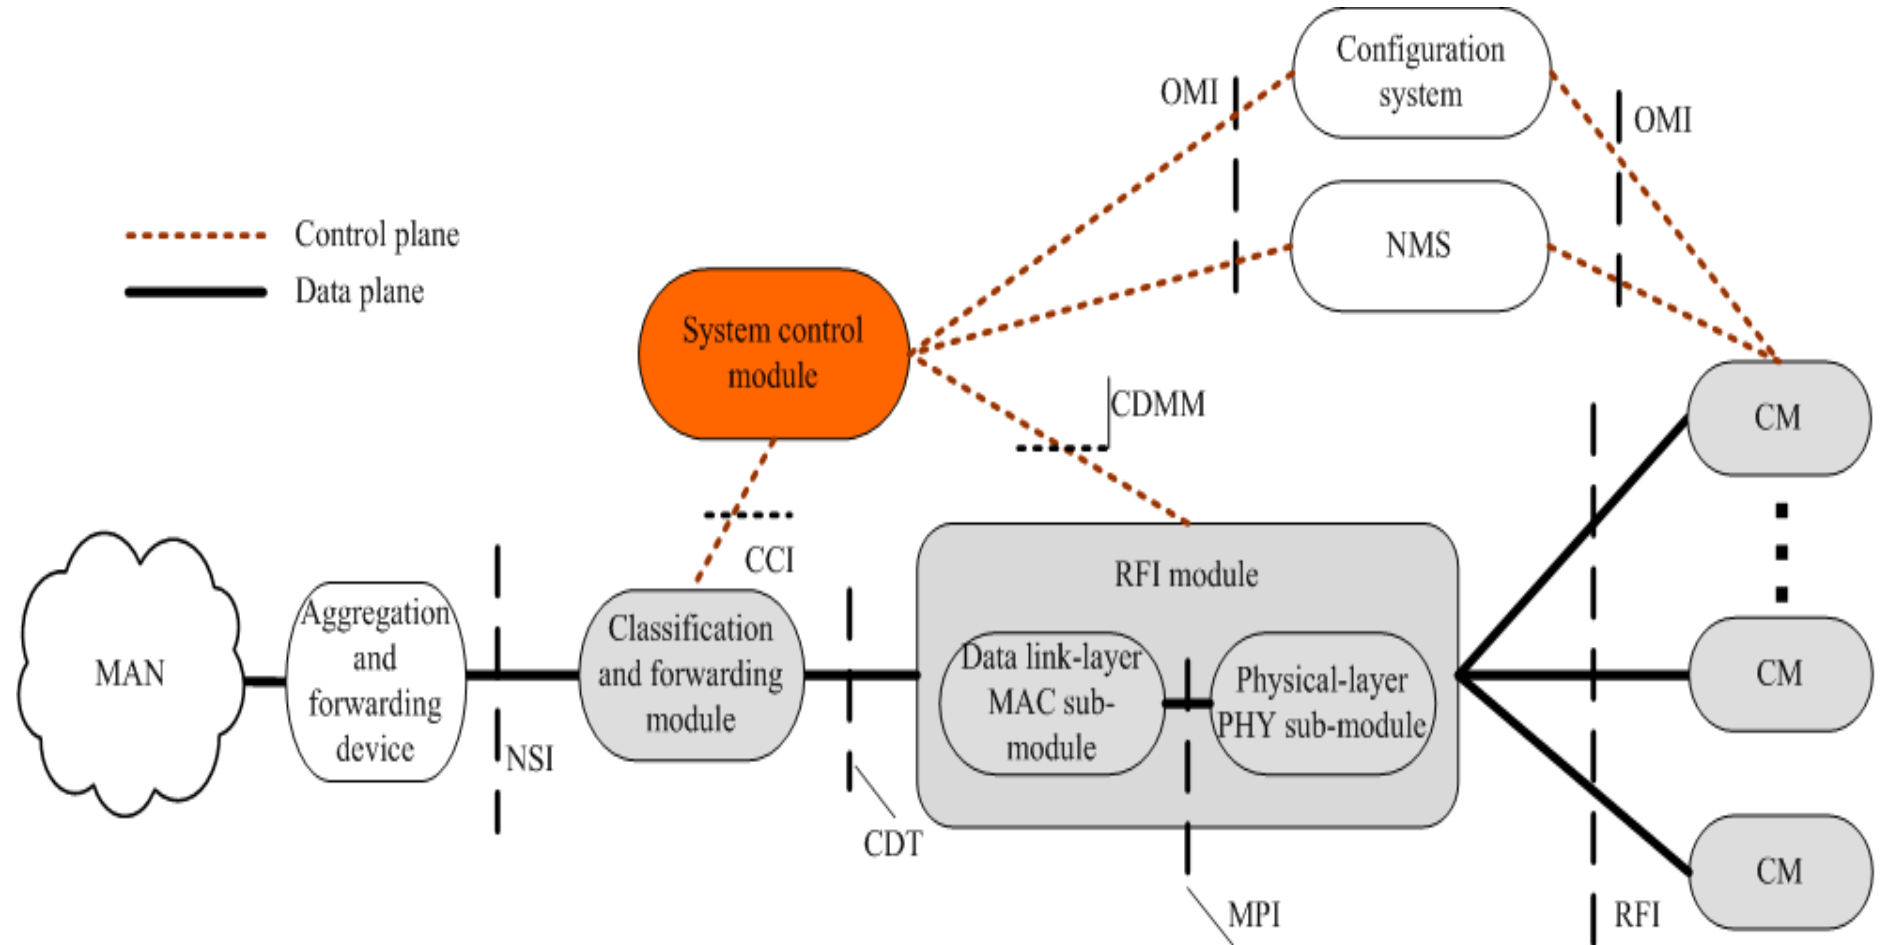 Configuration
system
OMI
OMI
Control plane
NMS
Data plane
System control
module
CDMM
CM
CCI
RFI module
Aggregation
and
forwarding
device
MAN
Classification
and forwarding
module
Data link-layer
MAC sub-
module
Physical-layer
PHY sub-module
CM
NSI
CDT
CM
MPI
RFI